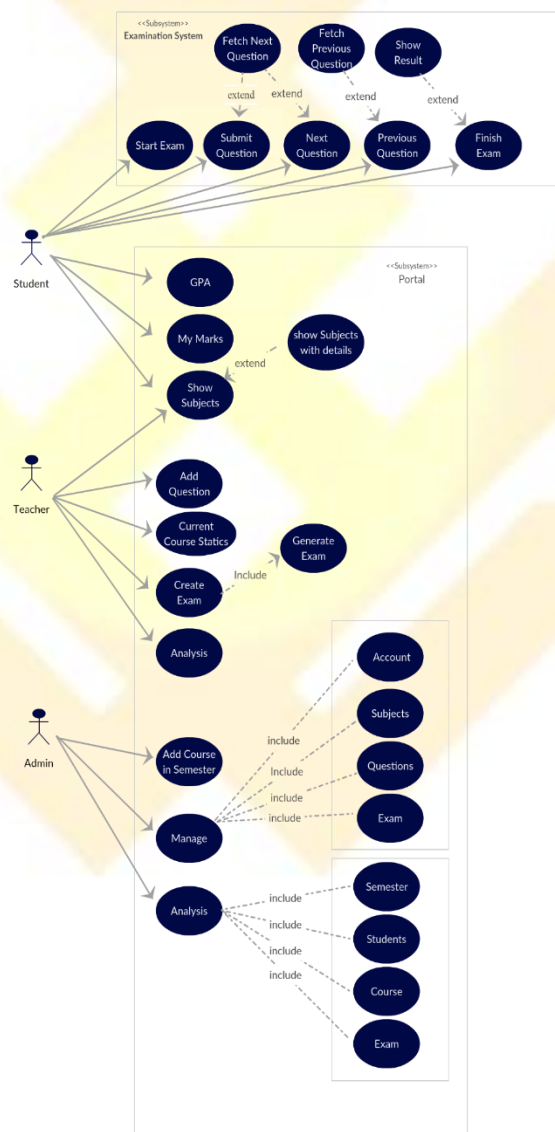 <<Subsystem>>
Examination System
Fetch Next
Question
Fetch
Previous
Question
Show
Result
extend
extend
extend
extend
Start Exam
Submit
Question
Next
Question
Previous
Question
Finish
Exam
Student
<<Subsystem>>
Portal
GPA
My Marks
show Subjects
with details
extend
Show
Subjects
Teacher
Add
Question
Current
Course Statics
Generate
Exam
Include
Create
Exam
Analysis
Account
Admin
Subjects
include
Add Course
in Semester
Include
Questions
include
Manage
include
Exam
Analysis
include
Semester
include
Students
include
include
Course
Exam